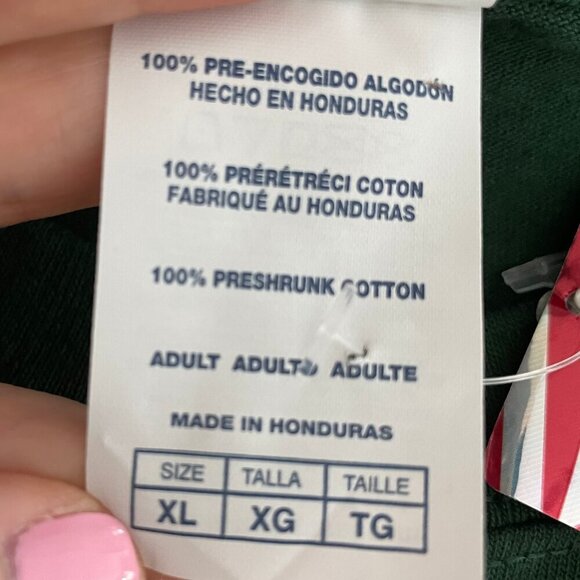 100% PRE-ENCOGIDO ALGODÓN
HECHO EN HONDURAS
100% PRÉRÉTRÉCI COTON
FABRIQUÉ AU HONDURAS
100% PRESHRUNK COTTON
ADULT ADULTO ADULTE
MADE IN HONDURAS
SIZE TALLA TAILLE
XL XG TG